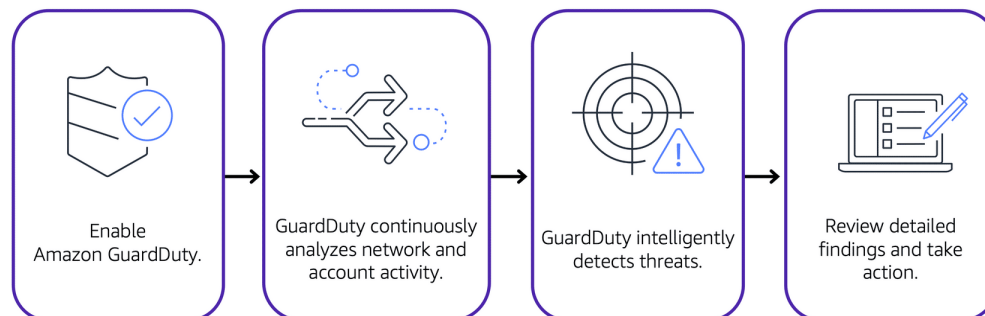 Enable
Amazon GuardDuty.
GuardDuty continuously
analyzes network and
account activity.
GuardDuty intelligently
detects threats.
Review detailed
findings and take
action.